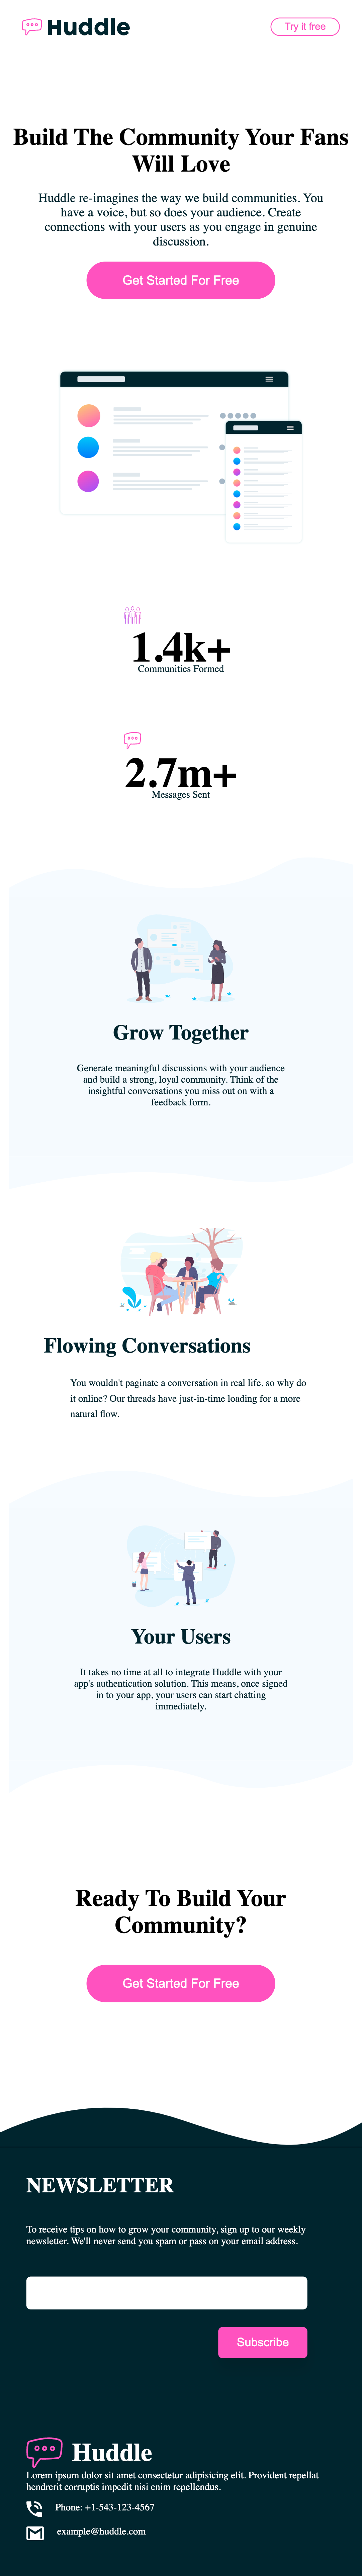 Huddle
Try it free
Build The Community Your Fans
Will Love
Huddle re-imagines the way we build communities. You
have a voice, but so does your audience. Create
connections with your users as you engage in genuine
discussion.
Get Started For Free
1.4k+
Communities Formed
2.7m+
Messages Sent
Grow Together
Generate meaningful discussions with your audience
and build a strong, loyal community. Think of the
insightful conversations you miss out on with a
feedback form.
Flowing Conversations
You wouldn't paginate a conversation in real life, so why do
it online? Our threads have just-in-time loading for a more
natural flow.
Your Users
It takes no time at all to integrate Huddle with your
app's authentication solution. This means, once signed
in to your app, your users can start chatting
immediately.
Ready To Build Your
Community?
Get Started For Free
NEWSLETTER
To receive tips on how to grow your community, sign up to our weekly
newsletter. We'll never send you spam or pass on your email address.
Subscribe
Huddle
Lorem ipsum dolor sit amet consectetur adipisicing elit. Provident repellat
hendrerit corruptis impedit nisi enim repellendus.
Phone: +1-543-123-4567
example@huddle.com